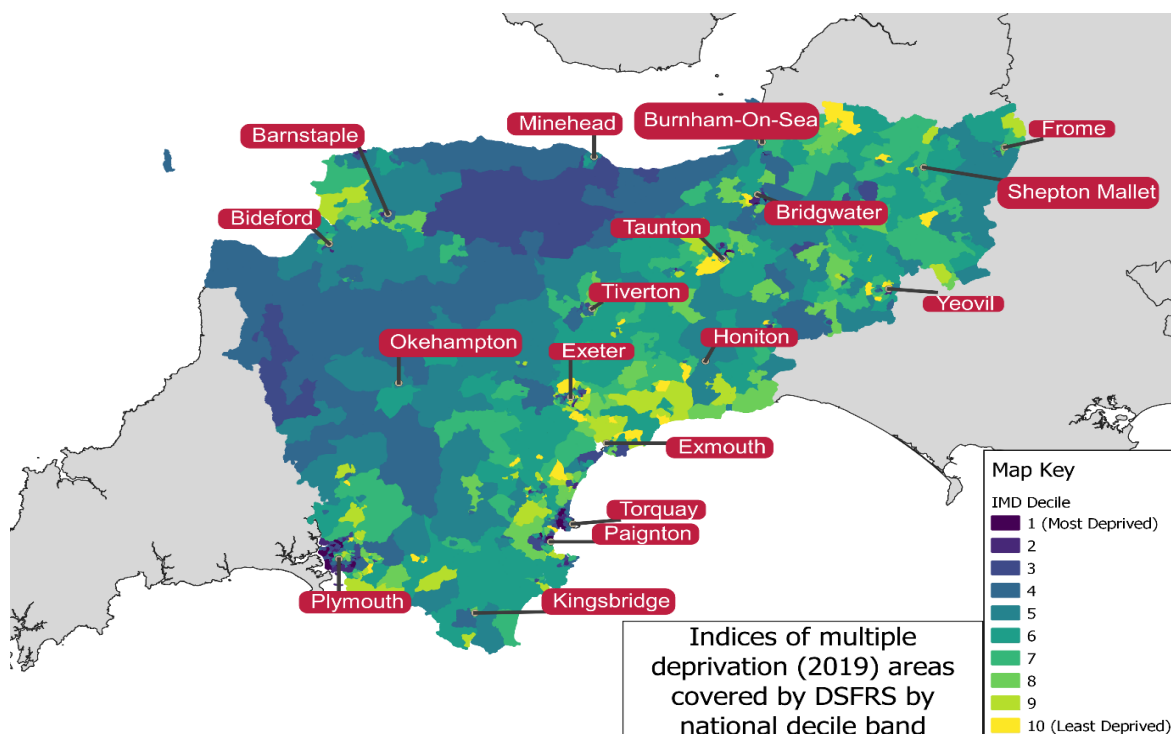 Minehead
Burnham-On-Sea
Barnstaple
Frome
Shepton Mallet
Bridgwater
Bideford
Taunton
Tiverton
Yeovil
Okehampton
Honiton
Exeter
Exmouth
Torquay
Paignton
Plymouth
Kingsbridge
Indices of multiple
deprivation (2019) areas
covered by DSFRS by
national decile band
Map Key
IMD Decile
1 (Most Deprived)
2
3
4
5
6
7
8
9
10 (Least Deprived)